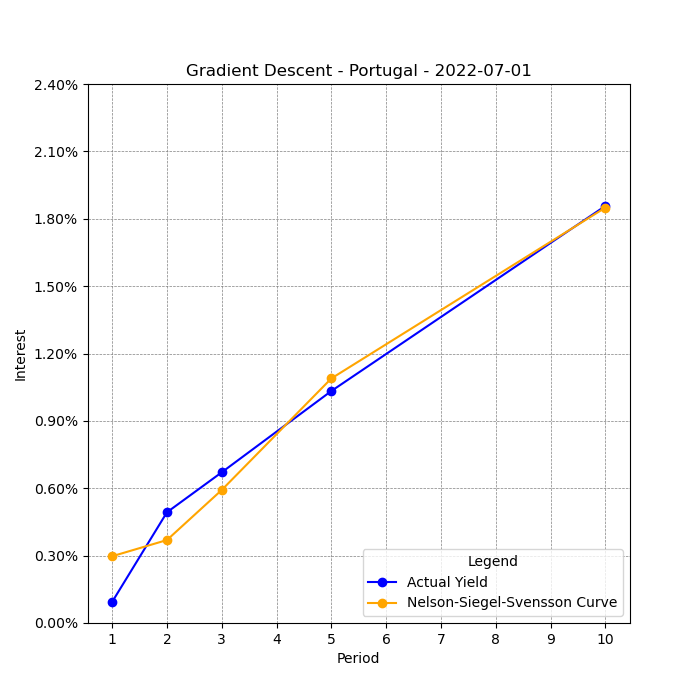 Gradient Descent - Portugal - 2022-07-01
2.40%
2.10%
1.80%
1.50%
1.20%
0.90%
0.60%
0.30%
0.00%
Interest
1 2 3 4 5 6 7 8 9 10
Period
Legend
Actual Yield
Nelson-Siegel-Svensson Curve